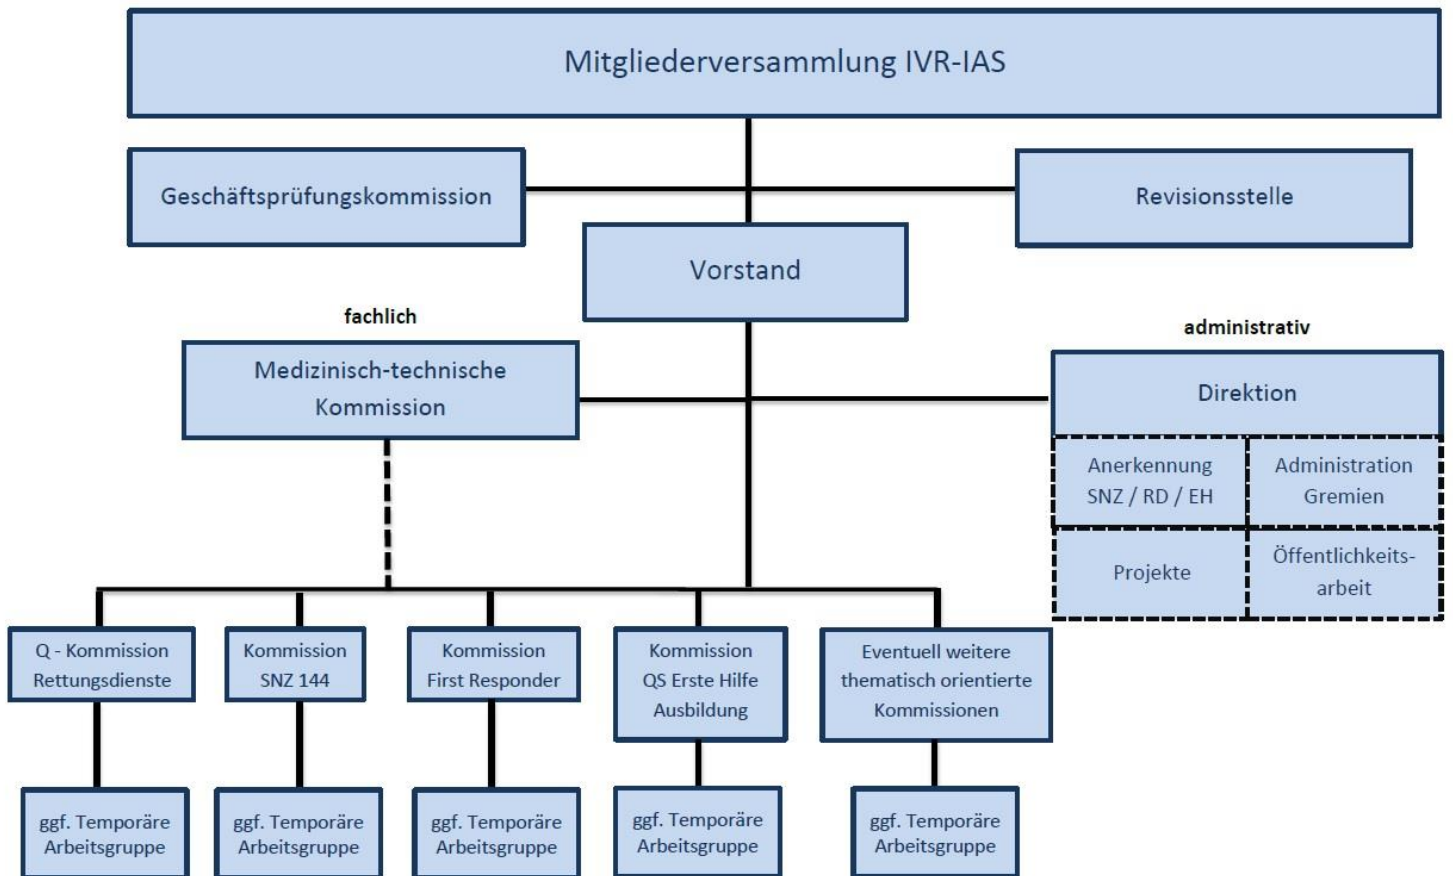 Mitgliederversammlung IVR-IAS
Geschäftsprüfungskommission
Revisionsstelle
Vorstand
fachlich
administrativ
Medizinisch-technische
Kommission
Direktion
Anerkennung
SNZ / RD / EH
Administration
Gremien
Projekte
Öffentlichkeits-
arbeit
Q - Kommission
Rettungsdienste
Kommission
SNZ 144
Kommission
First Responder
Kommission
QS Erste Hilfe
Ausbildung
Eventuell weitere
thematisch orientierte
Kommissionen
ggf. Temporäre
Arbeitsgruppe
ggf. Temporäre
Arbeitsgruppe
ggf. Temporäre
Arbeitsgruppe
ggf. Temporäre
Arbeitsgruppe
ggf. Temporäre
Arbeitsgruppe